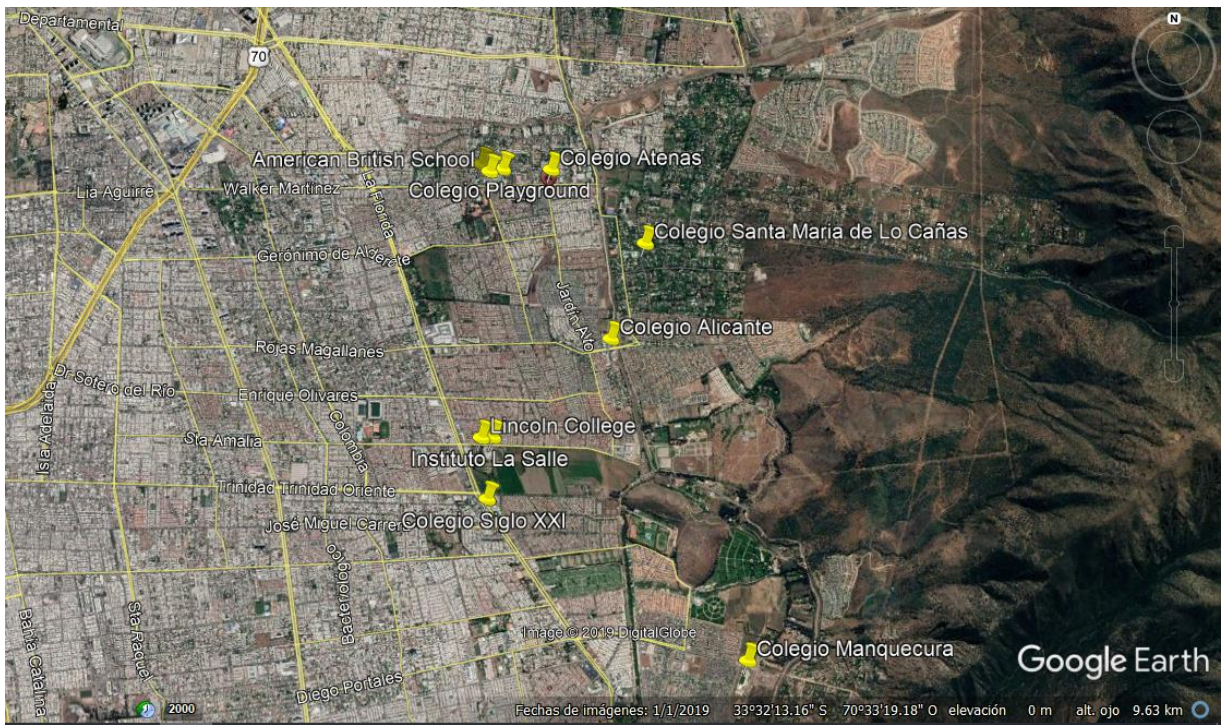 Departamental
N
70
American British School
Colegio Atenas
Lia Aguirre
Walker Martinez
Colegio Playground
La Florida
Colegio Santa Maria de Lo Cañas
Gerónimo de Alderete
Jardín Alto
Colegio Alicante
Rojas Magallanes
Dr Sotero del Río
Enrique Olivares
Isla Adelaida
Colombia
Lincoln College
Sta Amalia
Instituto La Salle
Trinidad Trinidad Oriente
José Miguel Carrer
Colegio Siglo XXI
Bacteriológico
Sta Raquel
Bahia Catalina
Image © 2019 DigitalGlobe
Colegio Manquecura
Google Earth
Diego Portales
2000
Fechas de imágenes: 1/1/2019 33°32'13.16" S 70°33'19.18" O elevación 0 m alt. ojo 9.63 km